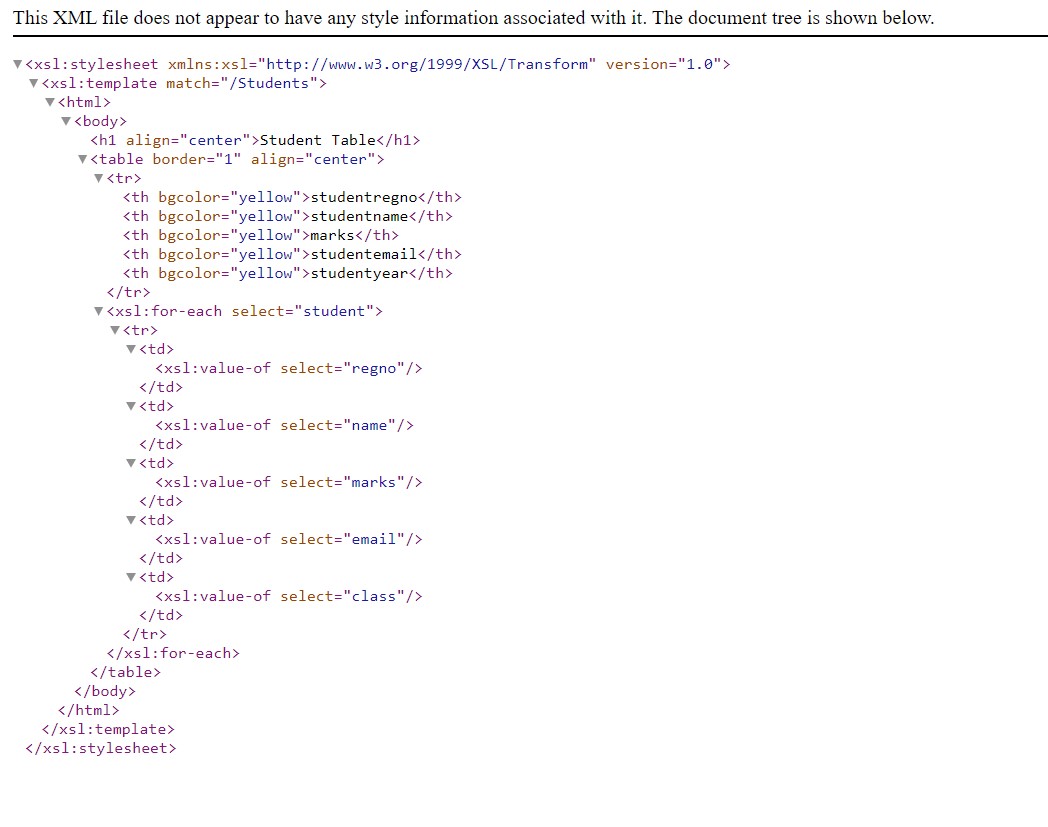 This XML file does not appear to have any style information associated with it. The document tree is shown below.
▼<xsl:stylesheet xmlns:xsl="http://www.w3.org/1999/XSL/Transform" version="1.0">
▼<xsl:template match="/Students">
▼<html>
▼<body>
<h1 align="center">Student Table</h1>
▼<table border="1" align="center">
▼<tr>
<th bgcolor="yellow">studentregno</th>
<th bgcolor="yellow">studentname</th>
<th bgcolor="yellow">marks</th>
<th bgcolor="yellow">studentemail</th>
<th bgcolor="yellow">studentyear</th>
</tr>
▼<xsl:for-each select="student">
▼<tr>
▼<td>
<xsl:value-of select="regno"/>
</td>
▼<td>
<xsl:value-of select="name"/>
</td>
▼<td>
<xsl:value-of select="marks"/>
</td>
▼<td>
<xsl:value-of select="email"/>
</td>
▼<td>
<xsl:value-of select="class"/>
</td>
</tr>
</xsl:for-each>
</table>
</body>
</html>
</xsl:template>
</xsl:stylesheet>